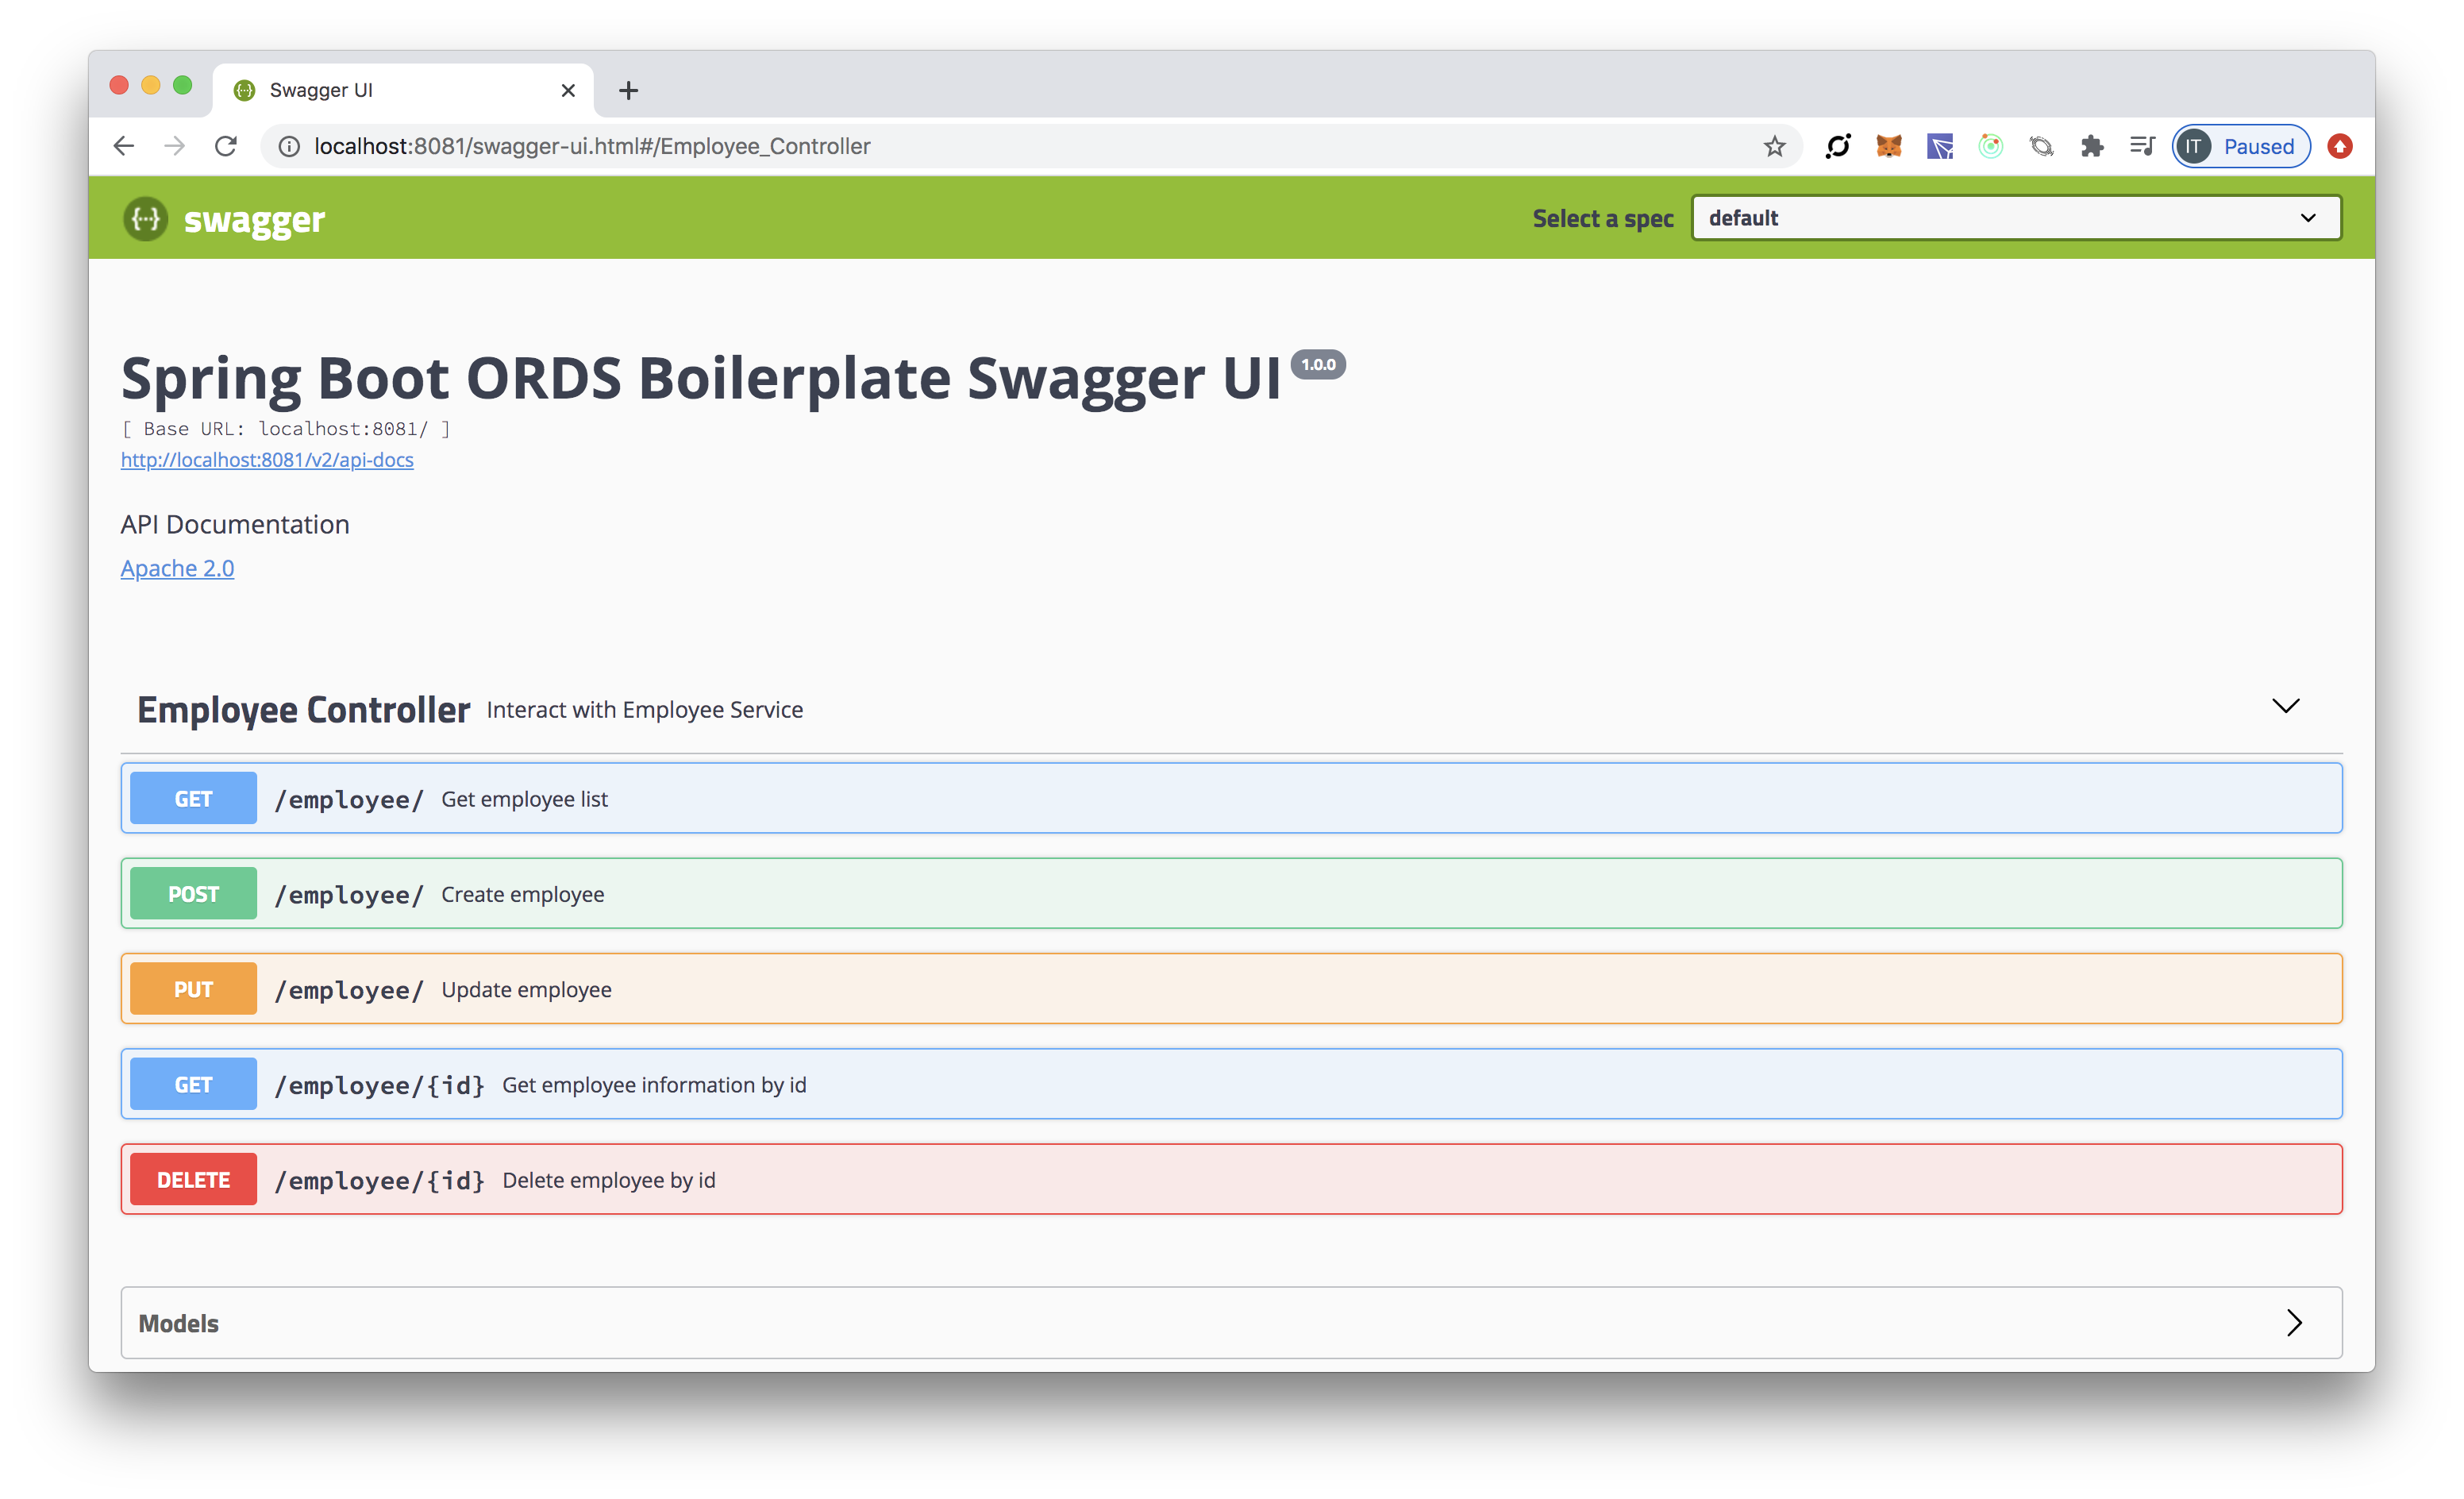 Swagger UI
localhost:8081/swagger-ui.html#/Employee_Controller
IT Paused
{...} swagger
Select a spec default
Spring Boot ORDS Boilerplate Swagger UI 1.0.0
[ Base URL: localhost:8081/ ]
http://localhost:8081/v2/api-docs
API Documentation
Apache 2.0
Employee Controller Interact with Employee Service
GET /employee/ Get employee list
POST /employee/ Create employee
PUT /employee/ Update employee
GET /employee/{id} Get employee information by id
DELETE /employee/{id} Delete employee by id
Models